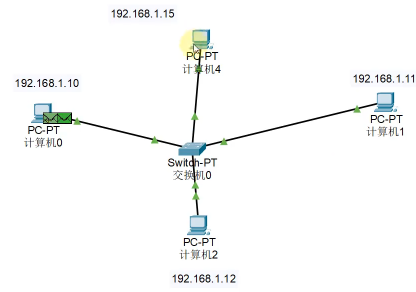 192.168.1.15
PC-PT
计算机4
192.168.1.10
PC-PT
计算机0
192.168.1.11
PC-PT
计算机1
Switch-PT
交换机0
PC-PT
计算机2
192.168.1.12